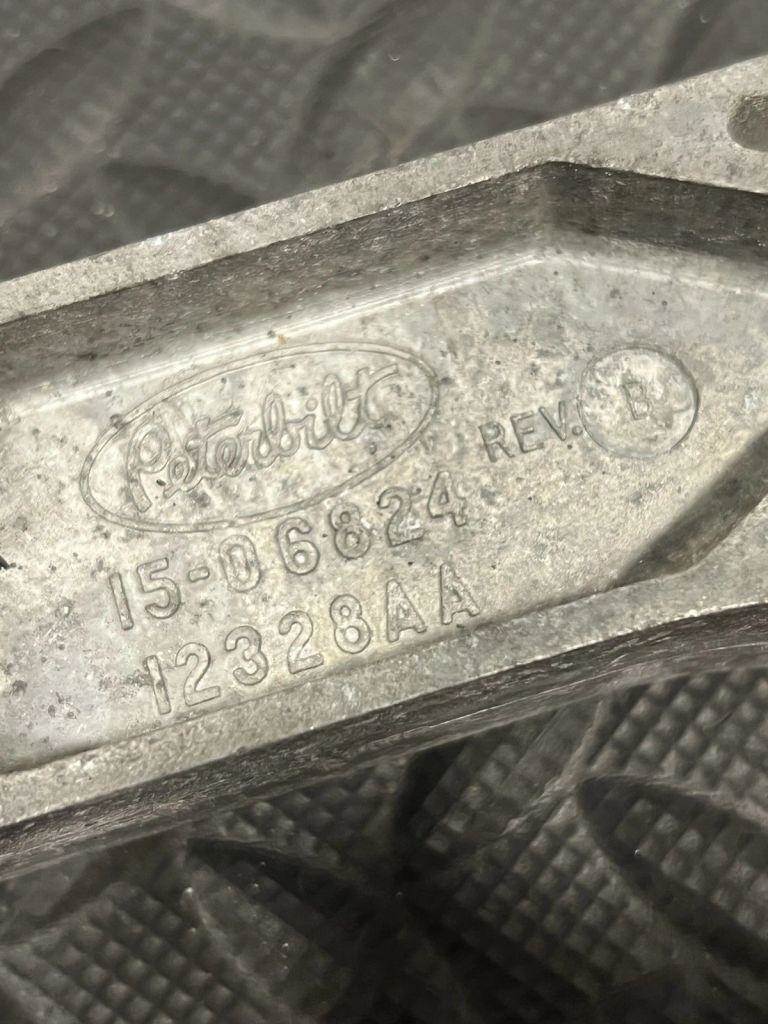 Peterbilt
REV. B
15-06824
12328AA